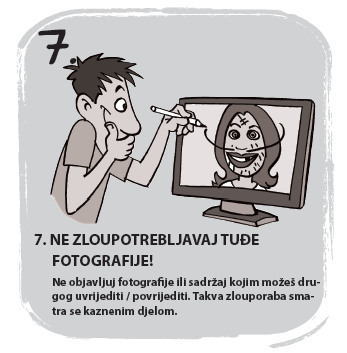 7.
7. NE ZLOUPOTREBLJAVAJ TUĐE
FOTOGRAFIJE!
Ne objavljuj fotografije ili sadržaj kojim možeš dru-
gog uvrijediti / povrijediti. Takva zlouporaba sma-
tra se kaznenim djelom.